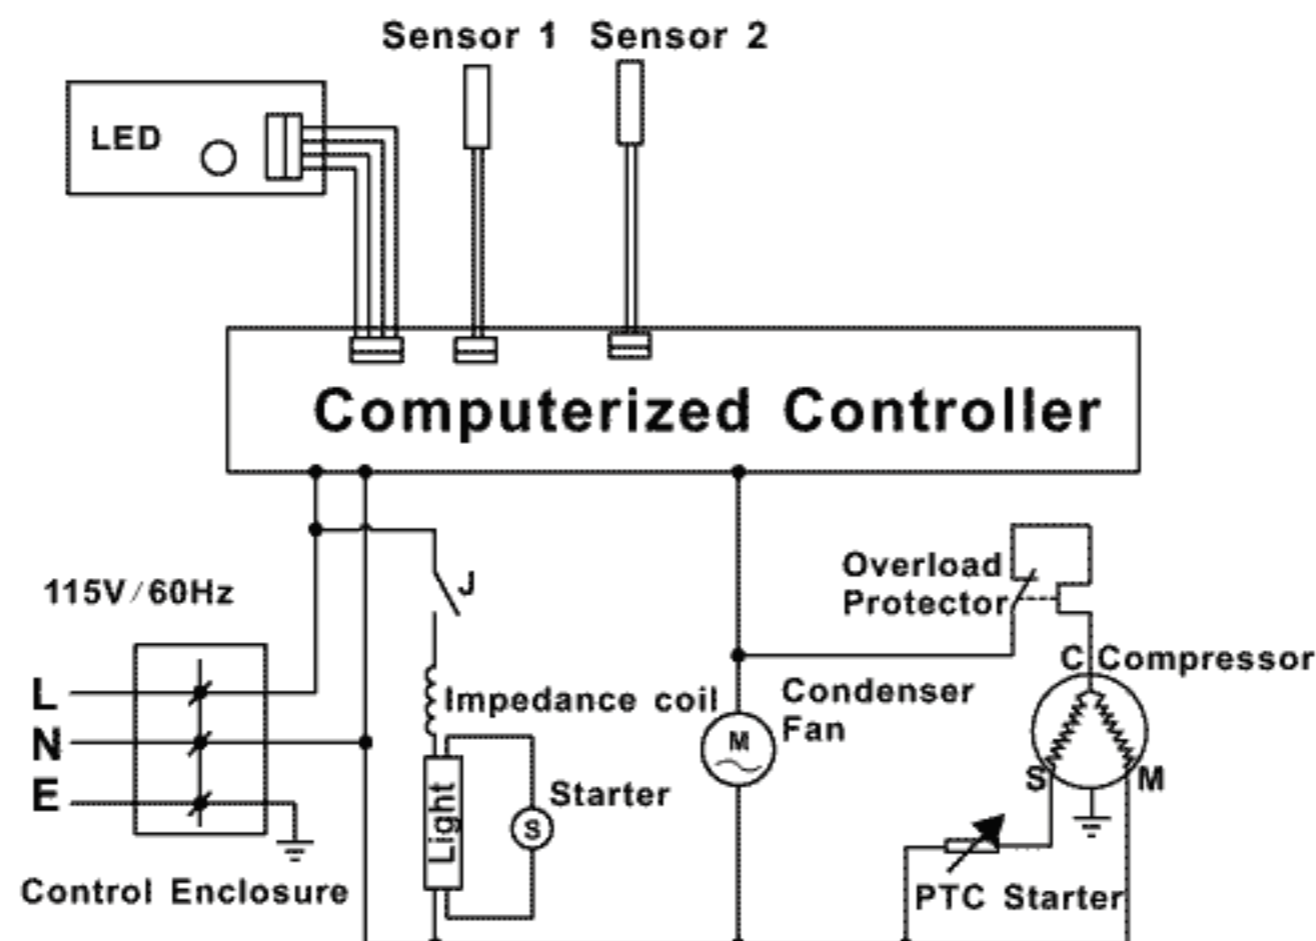 Sensor 1 Sensor 2
LED
Computerized Controller
J
115V/60Hz
Overload
Protector
C Compressor
L
Impedance coil
Condenser
Fan
M
N
S M
E
Starter
S
Light
Control Enclosure
PTC Starter